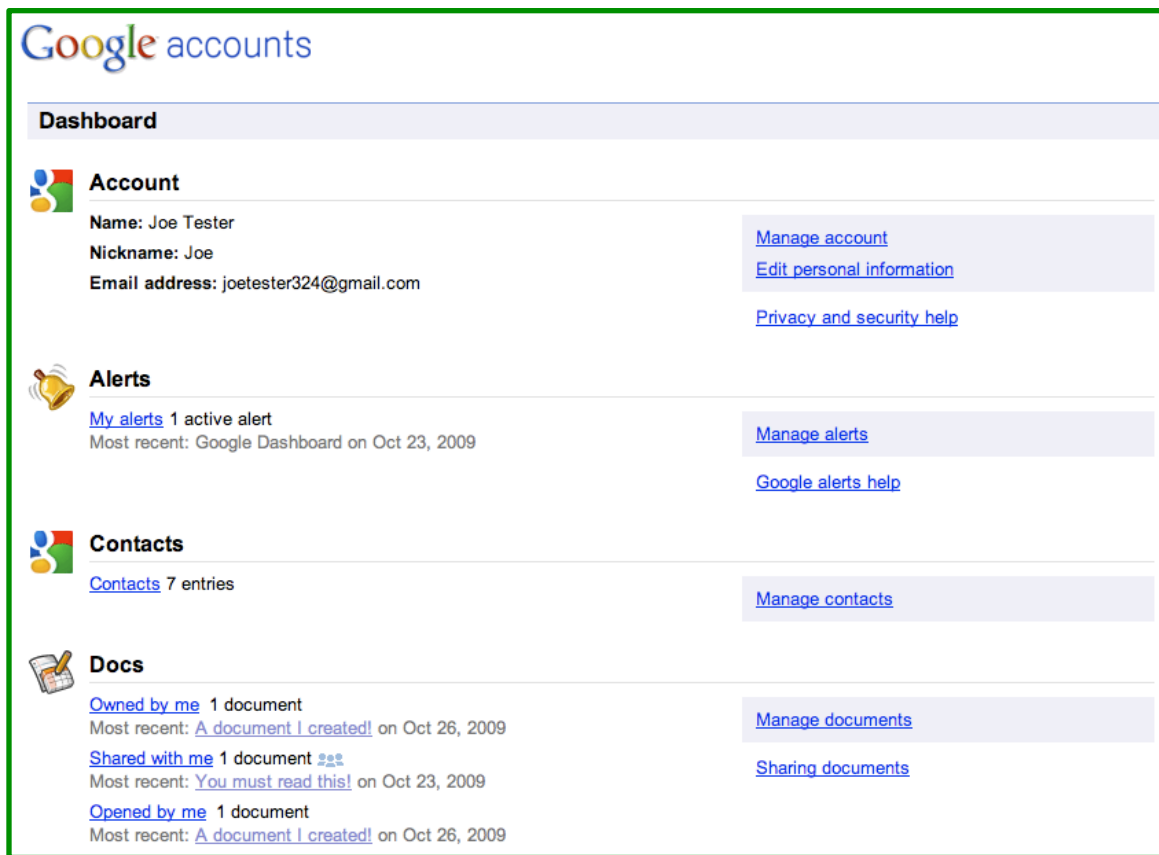 Google accounts
Dashboard
Account
Name: Joe Tester
Nickname: Joe
Email address: joetester324@gmail.com
Manage account
Edit personal information
Privacy and security help
Alerts
My alerts 1 active alert
Most recent: Google Dashboard on Oct 23, 2009
Manage alerts
Google alerts help
Contacts
Contacts 7 entries
Manage contacts
Docs
Owned by me 1 document
Most recent: A document I created! on Oct 26, 2009
Shared with me 1 document
Most recent: You must read this! on Oct 23, 2009
Opened by me 1 document
Most recent: A document I created! on Oct 26, 2009
Manage documents
Sharing documents